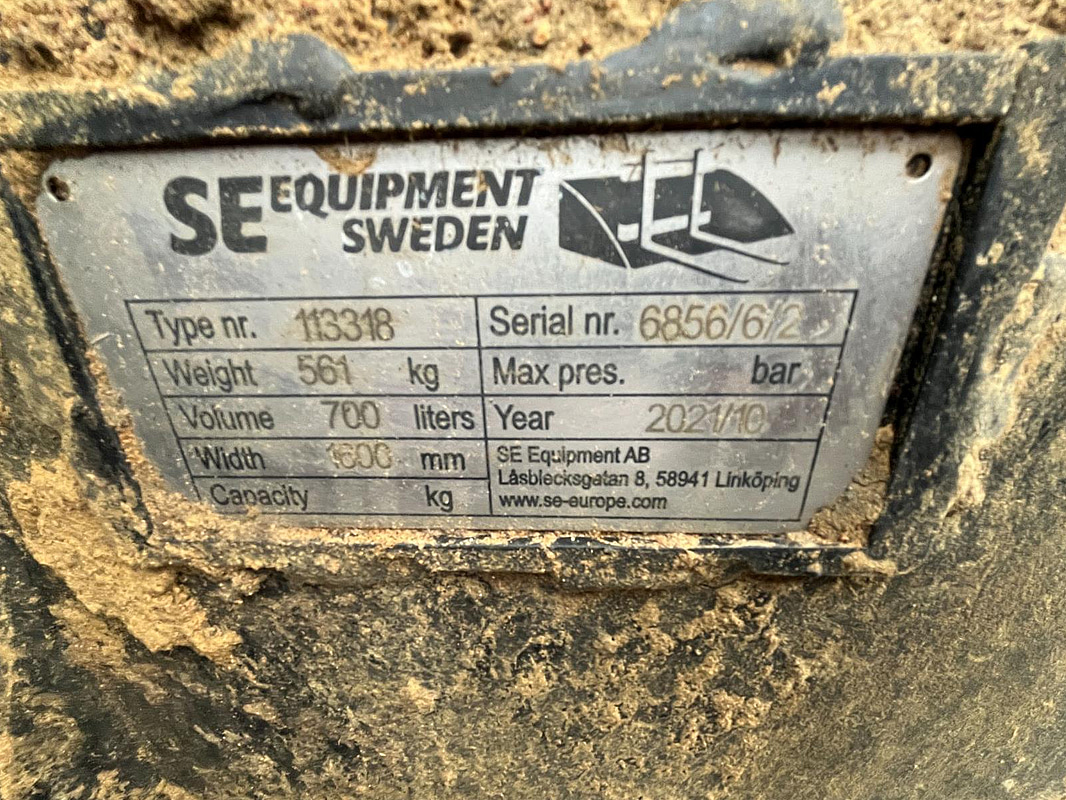 SE EQUIPMENT
SWEDEN
Type nr. 113318 Serial nr. 6856/6/2
Weight 561 kg Max pres. bar
Volume 700 liters Year 2021/10
Width 1600 mm SE Equipment AB
Låsblecksgatan 8, 58941 Linköping
Capacity kg www.se-europe.com